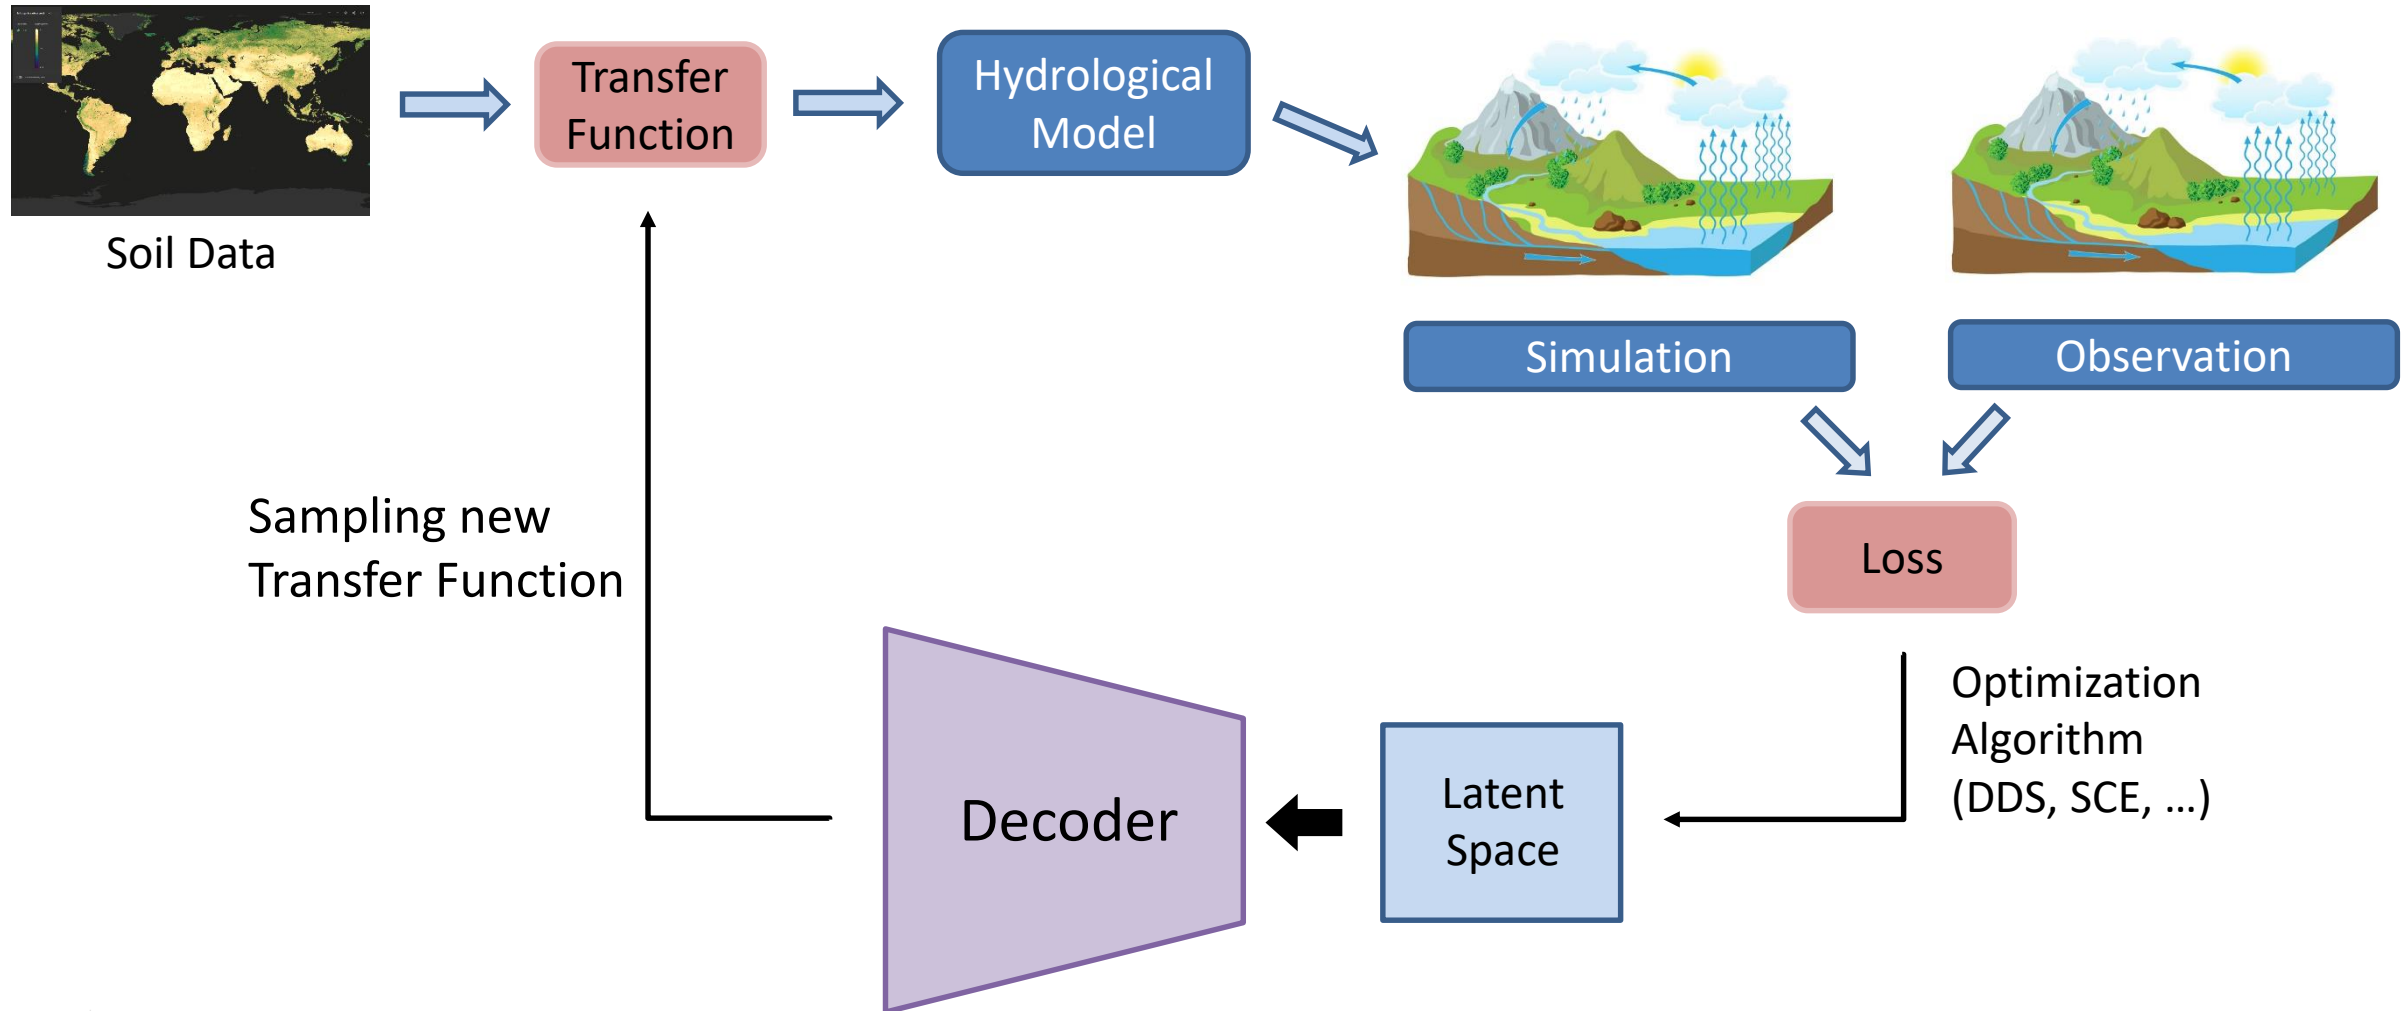 Soil Data
Transfer
Function
Hydrological
Model
Simulation
Observation
Loss
Optimization
Algorithm
(DDS, SCE, ...)
Latent
Space
Decoder
Sampling new
Transfer Function